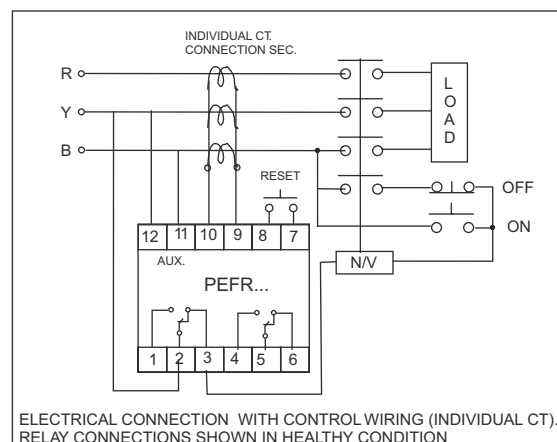 INDIVIDUAL CT.
CONNECTION SEC.
R
Y
B
L
O
A
D
RESET
OFF
ON
12 11 10 9 8 7
AUX.
PEFR...
N/V
1 2 3 4 5 6
ELECTRICAL CONNECTION WITH CONTROL WIRING (INDIVIDUAL CT).
RELAY CONNECTIONS SHOWN IN HEALTHY CONDITION